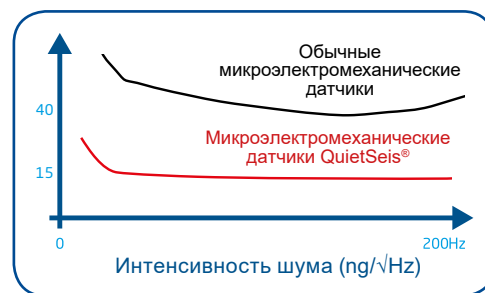 Обычные
микроэлектромеханические
датчики
40
Микроэлектромеханические
датчики QuietSeis®
15
0
200Hz
Интенсивность шума (ng/√Hz)